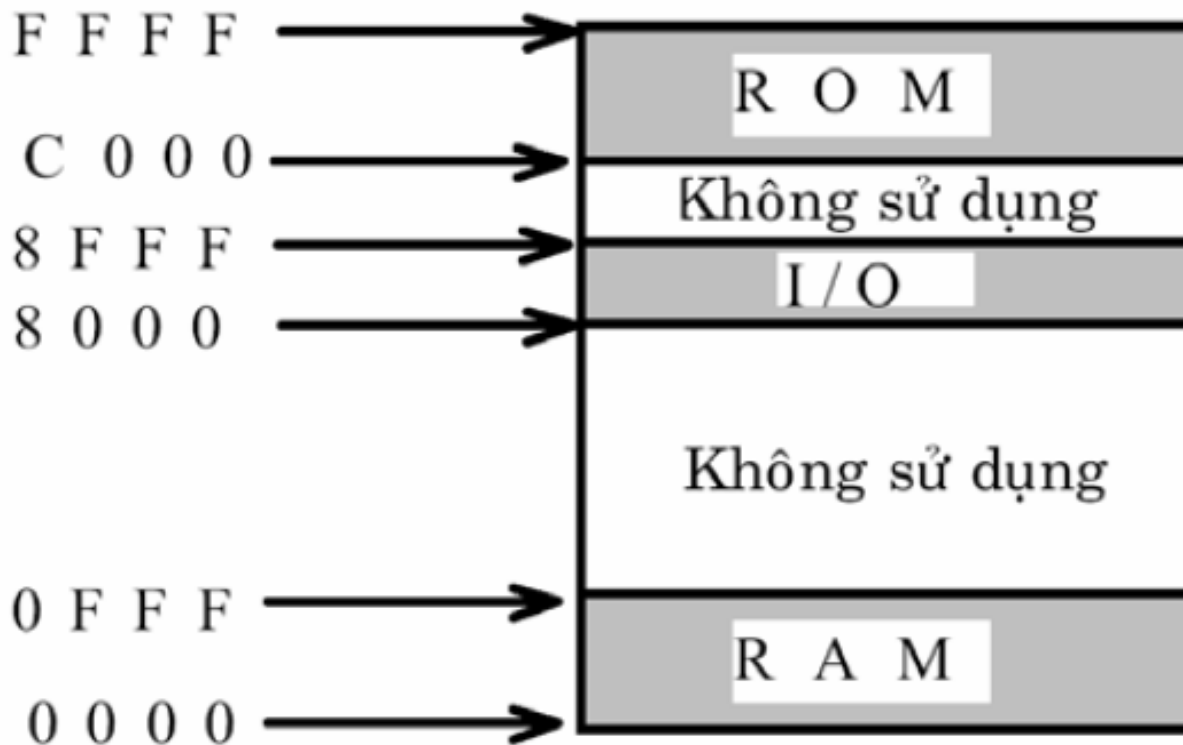 F F F F
R O M
C 0 0 0
Không sử dụng
8 F F F
I / O
8 0 0 0
Không sử dụng
0 F F F
R A M
0 0 0 0